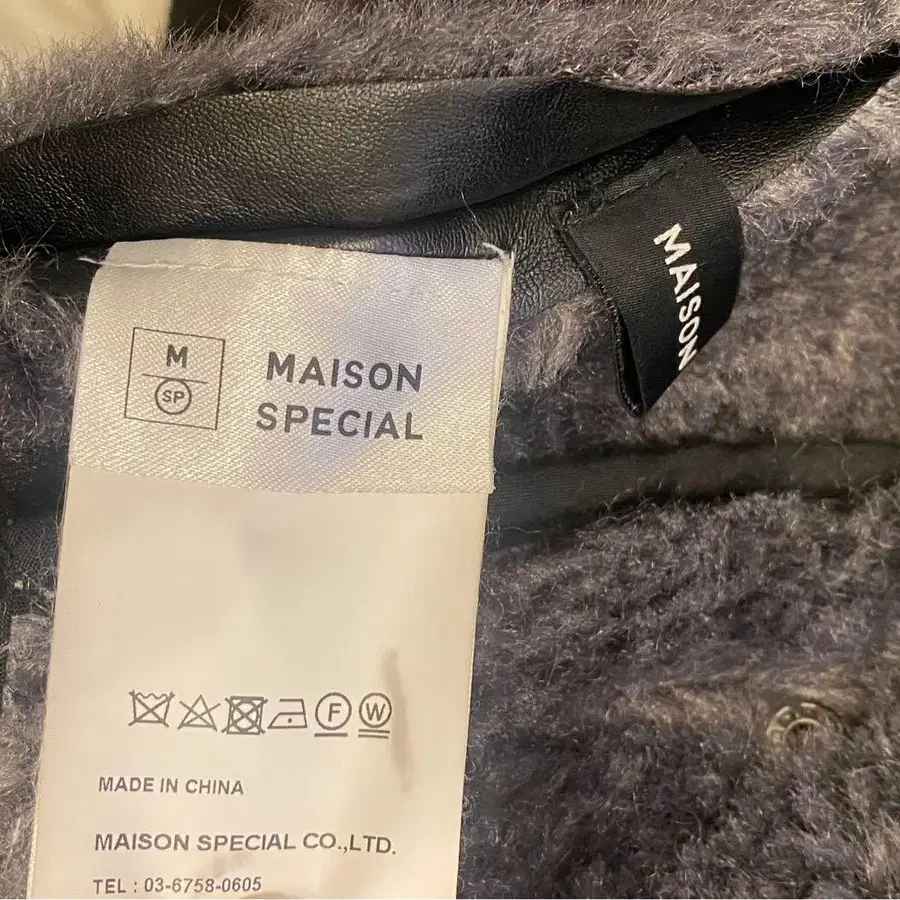 M
SP
MAISON
SPECIAL
MAISON
F
W
MADE IN CHINA
MAISON SPECIAL CO.,LTD.
TEL : 03-6758-0605